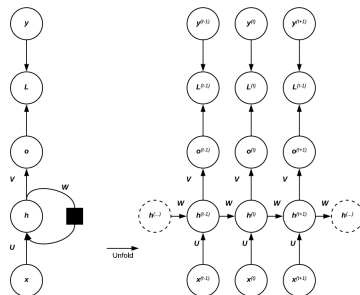 y y(t-1) y(t) y(t+1)
L L(t-1) L(t) L(t-1)
o o(t-1) o(t) o(t+1)
V W V V V
h h(...) W h(t-1) W h(t) W h(t+1) W h(...)
U Unfold U U U
x x(t-1) x(t) x(t+1)